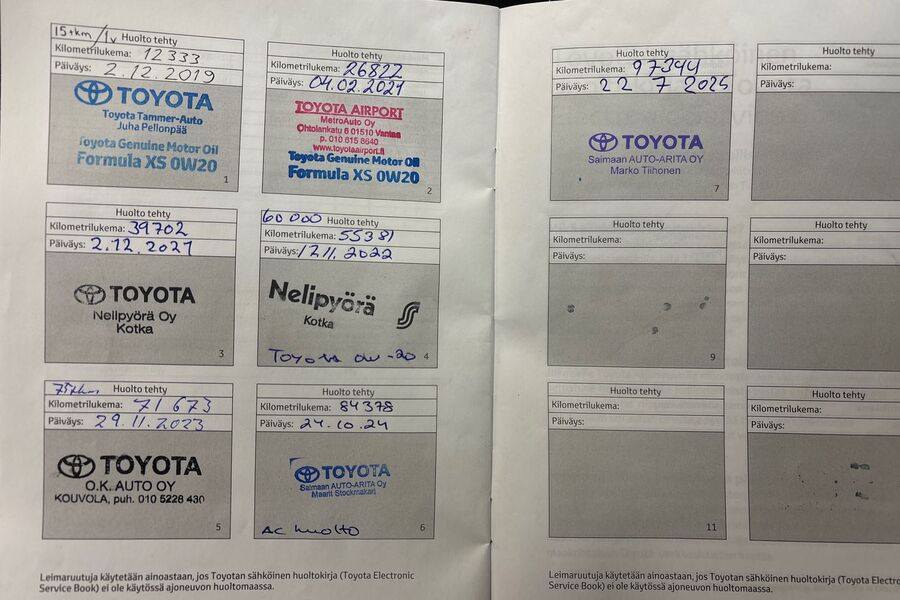 15tkm/1v Huolto tehty
Kilometrilukema: 12333
Päiväys: 2.12.2019
TOYOTA
Toyota Tammer-Auto
Juha Pellonpää
Toyota Genuine Motor Oil
Formula XS 0W20
1
Huolto tehty
Kilometrilukema: 26822
Päiväys: 04.02.2021
TOYOTA AIRPORT
MetroAuto Oy
Ohtolankatu 6 01510 Vantaa
p. 010 615 8640
www.toyotaairport.fi
Toyota Genuine Motor Oil
Formula XS 0W20
2
Huolto tehty
Kilometrilukema: 39702
Päiväys: 2.12.2021
TOYOTA
Nelipyörä Oy
Kotka
3
60 000 Huolto tehty
Kilometrilukema: 55381
Päiväys: 17.11.2022
Nelipyörä
Kotka
Toyota 0W-20
4
75tkm Huolto tehty
Kilometrilukema: 71 673
Päiväys: 29.11.2023
TOYOTA
O.K. AUTO OY
KOUVOLA, puh. 010 5228 430
5
Huolto tehty
Kilometrilukema: 84378
Päiväys: 24.10.24
TOYOTA
Saimaan AUTO-ARITA Oy
Maarit Stockmakari
AC huolto
6
Leimaruutuja käytetään ainoastaan, jos Toyotan sähköinen huoltokirja (Toyota Electronic
Service Book) ei ole käytössä ajoneuvon huoltomaassa.
Huolto tehty
Kilometrilukema: 97344
Päiväys: 22 7 2025
TOYOTA
Saimaan AUTO-ARITA OY
Marko Tiihonen
7
Huolto tehty
Kilometrilukema:
Päiväys:
Huolto tehty
Kilometrilukema:
Päiväys:
9
Huolto tehty
Kilometrilukema:
Päiväys:
Huolto tehty
Kilometrilukema:
Päiväys:
11
Huolto tehty
Kilometrilukema:
Päiväys:
Leimaruutuja käytetään ainoastaan, jos Toyotan sähköinen huoltokirja (Toyota Elec
Service Book) ei ole käytössä ajoneuvon huoltomaassa.